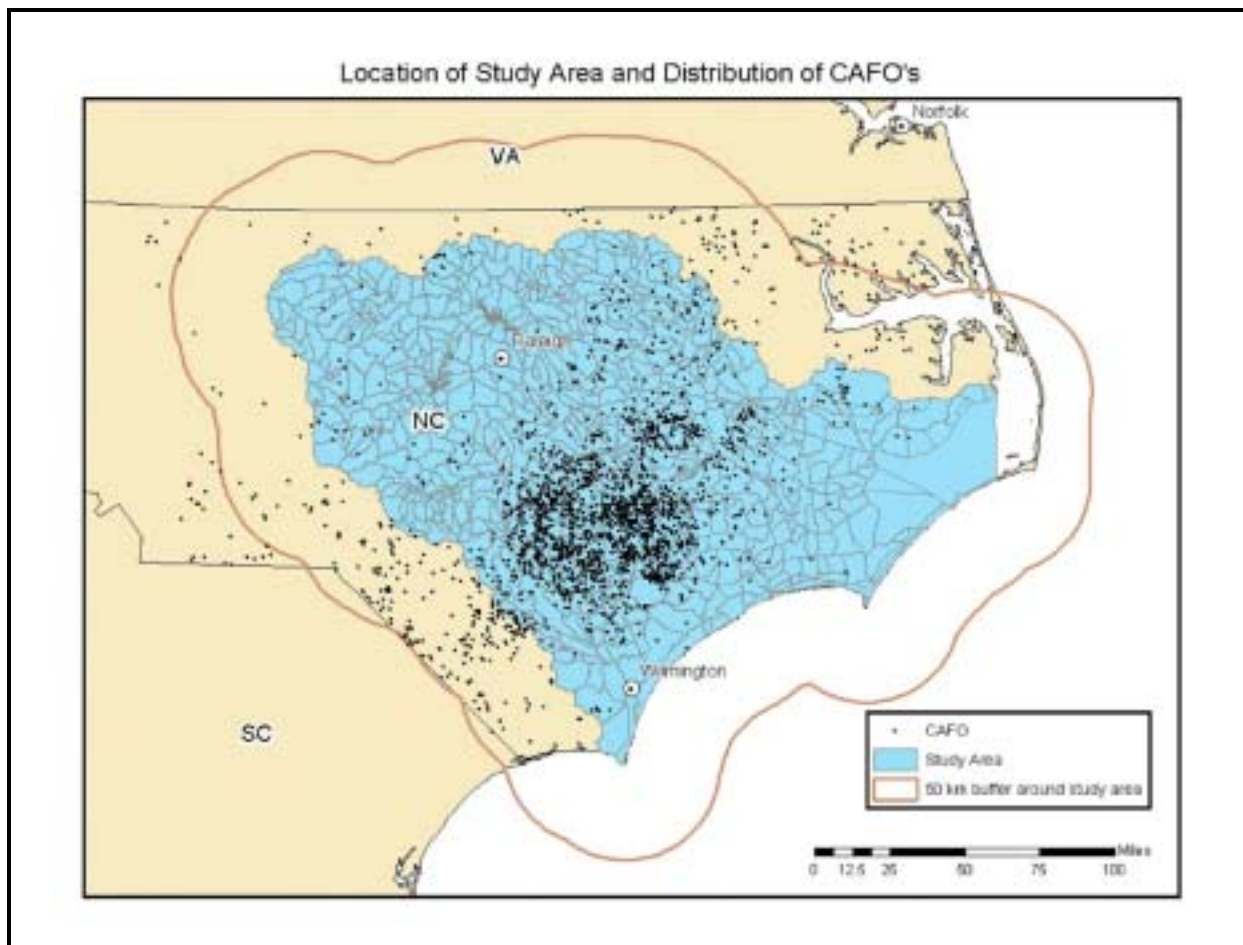 Location of Study Area and Distribution of CAFO's
Norfolk
VA
Raleigh
NC
Wilmington
SC
CAFO
Study Area
50 km buffer around study area
Miles
0 12.5 25 50 75 100